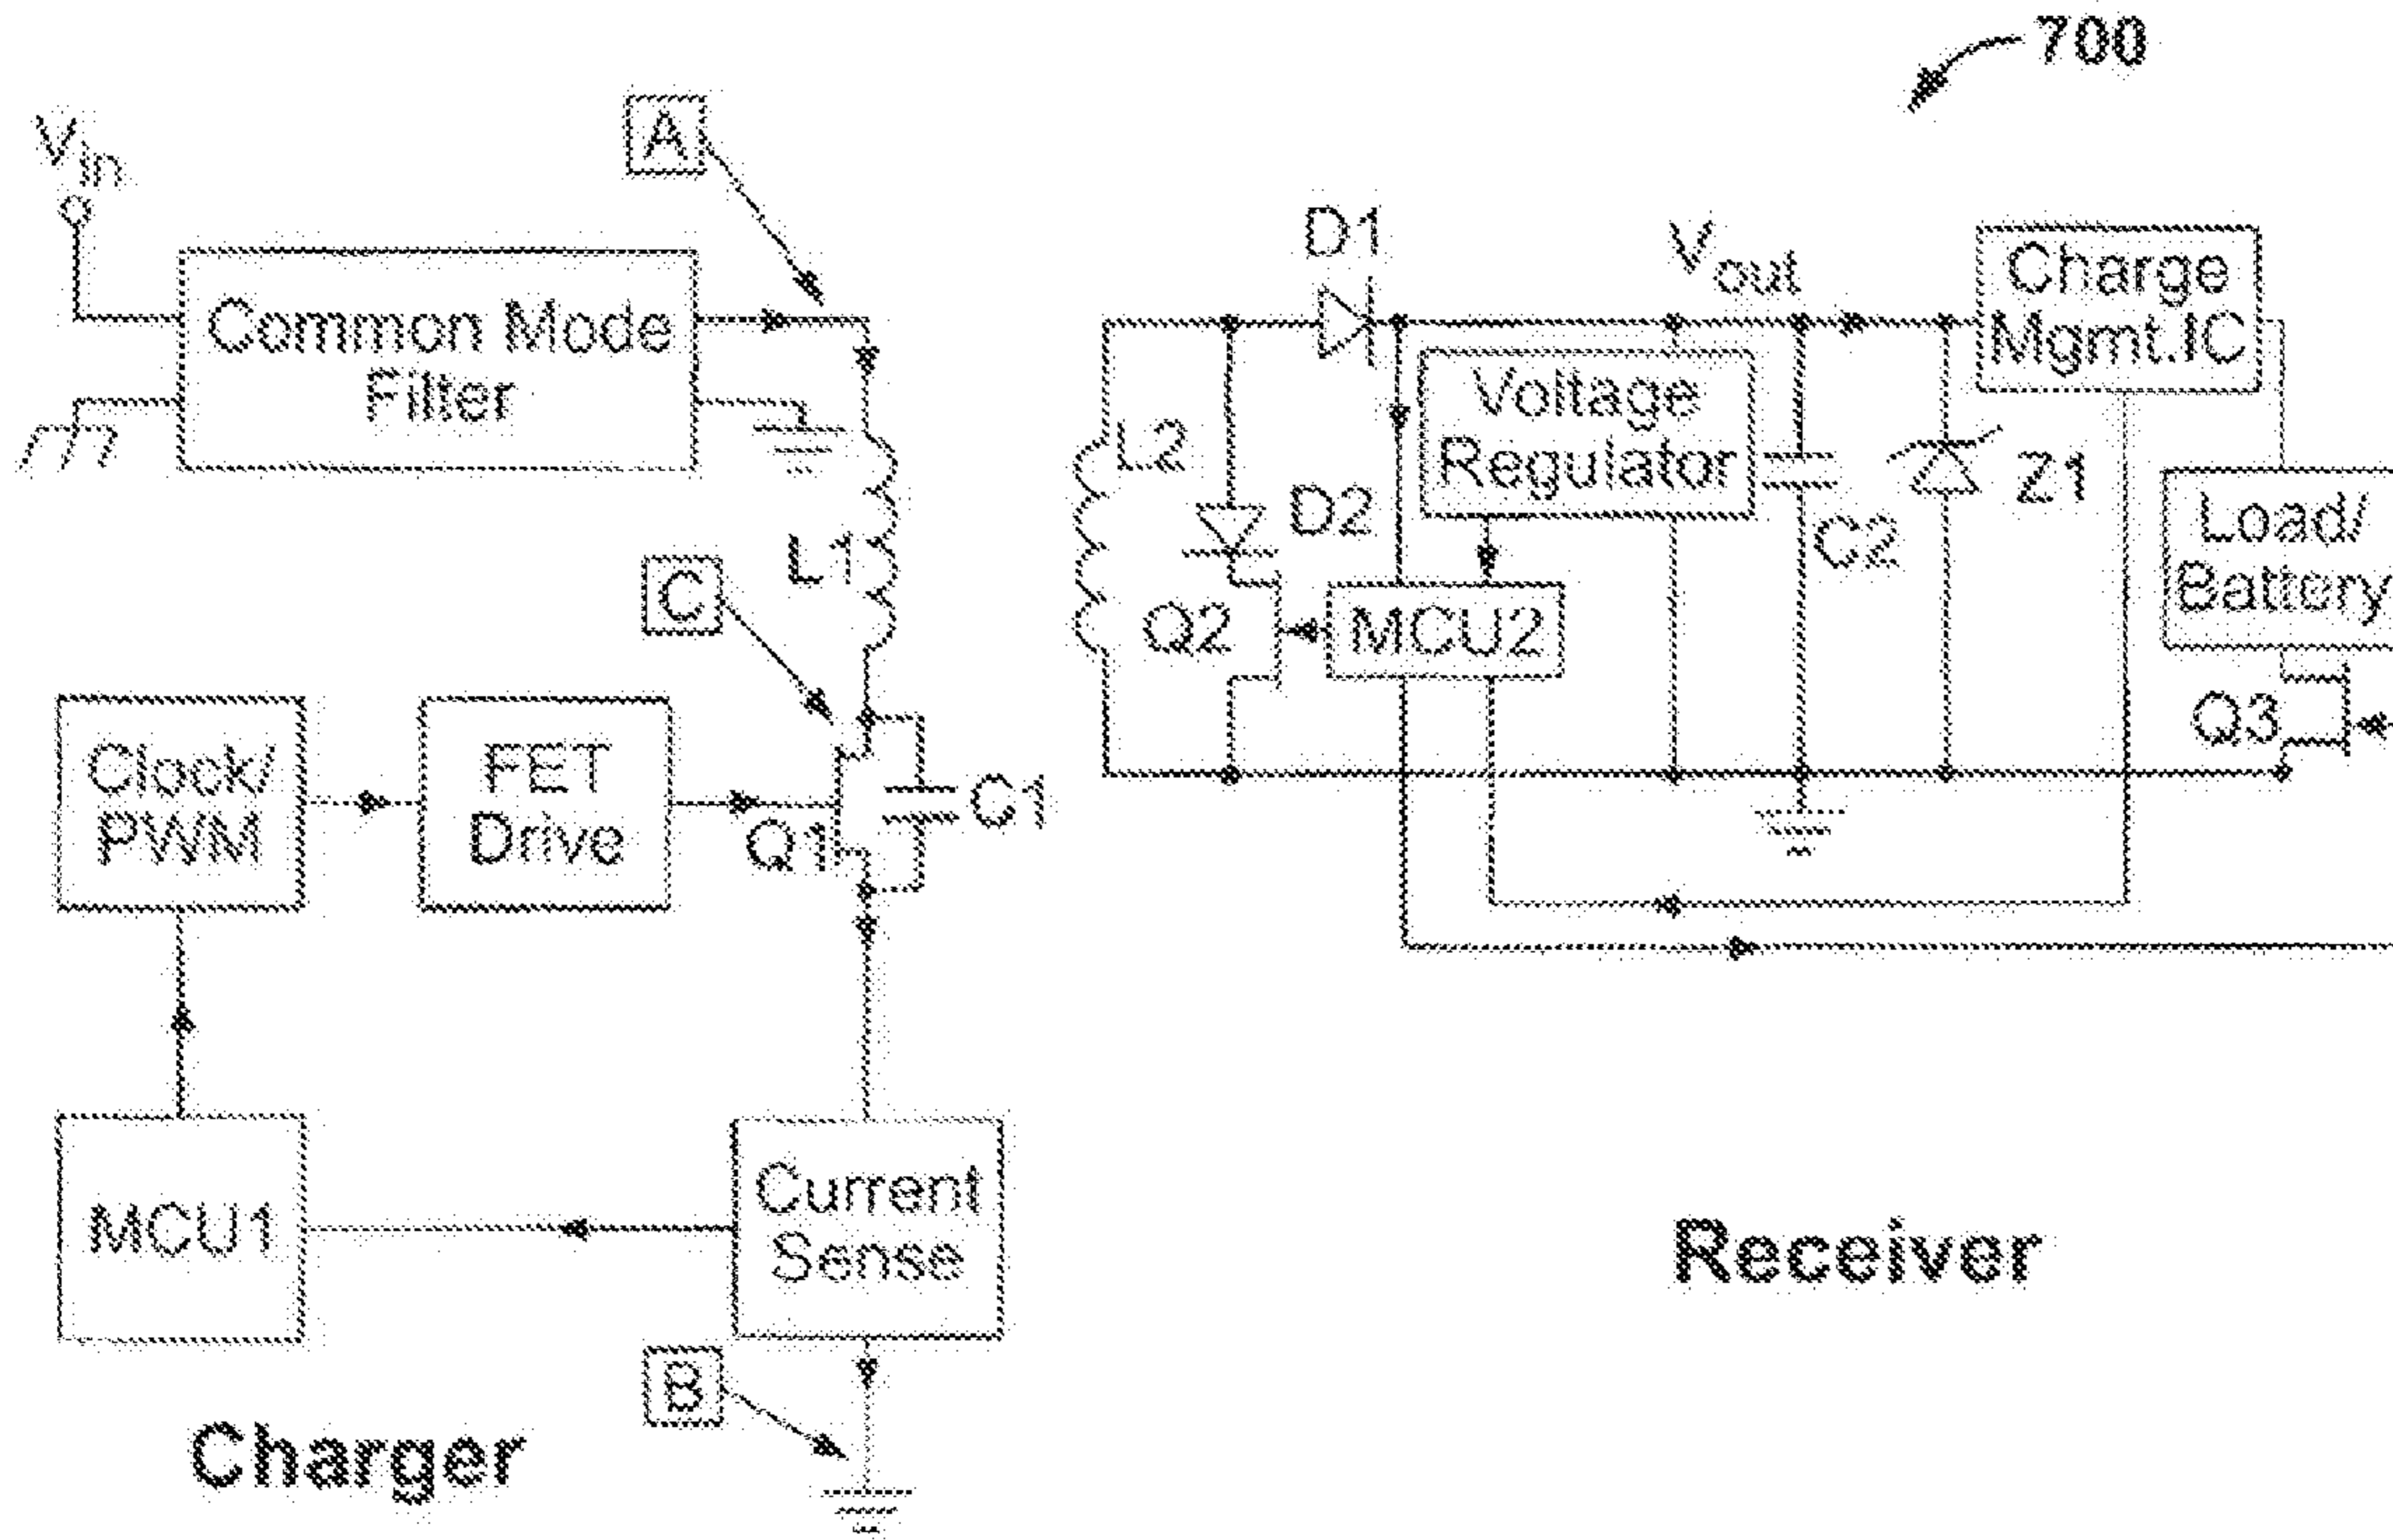 700
Vin
A
Common Mode
Filter
D1
Vout
Charge
Mgmt.IC
L2
Voltage
Regulator
D2
C2
Z1
Load/
Battery
L1
C
Q2
MCU2
Q3
Clock/
PWM
FET
Drive
Q1
C1
MCU1
Current
Sense
B
Receiver
Charger